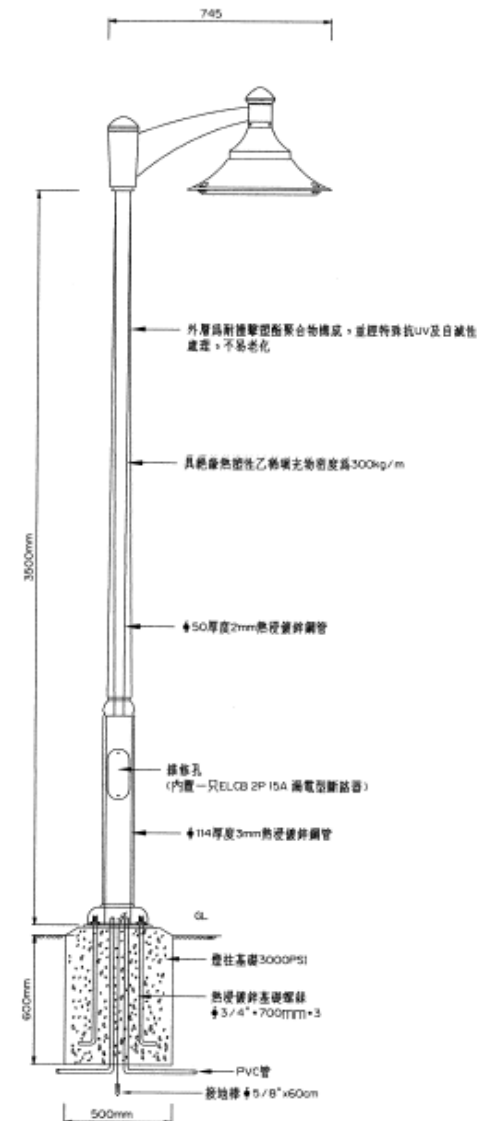 745
外層為耐撞擊塑酯聚合物構成，並經特殊抗UV及自滅性
處理，不易老化
具絕緣熱塑性乙稀填充物密度為300kg/m
3500mm
ϕ50厚度2mm熱浸鍍鋅鋼管
維修孔
(內置一只ELCB 2P 15A 漏電型斷路器)
ϕ114厚度3mm熱浸鍍鋅鋼管
GL
燈柱基礎3000PSI
600mm
熱浸鍍鋅基礎螺絲
ϕ3/4"*700mm*3
PVC管
接地棒ϕ5/8"x60cm
500mm